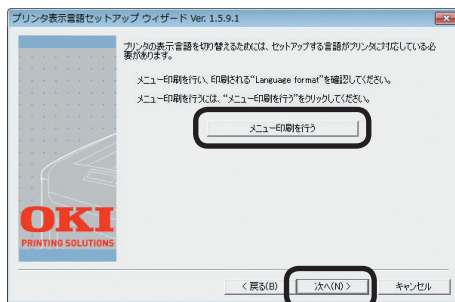 プリンタ表示言語セットアップ ウィザード Ver. 1.5.9.1
プリンタの表示言語を切り替えるためには、セットアップする言語がプリンタに対応している必
要があります。
メニュー印刷を行い、印刷される"Language format"を確認してください。
メニュー印刷を行うには、"メニュー印刷を行う"をクリックしてください。
メニュー印刷を行う
OKI
PRINTING SOLUTIONS
< 戻る(B)
次へ(N) >
キャンセル